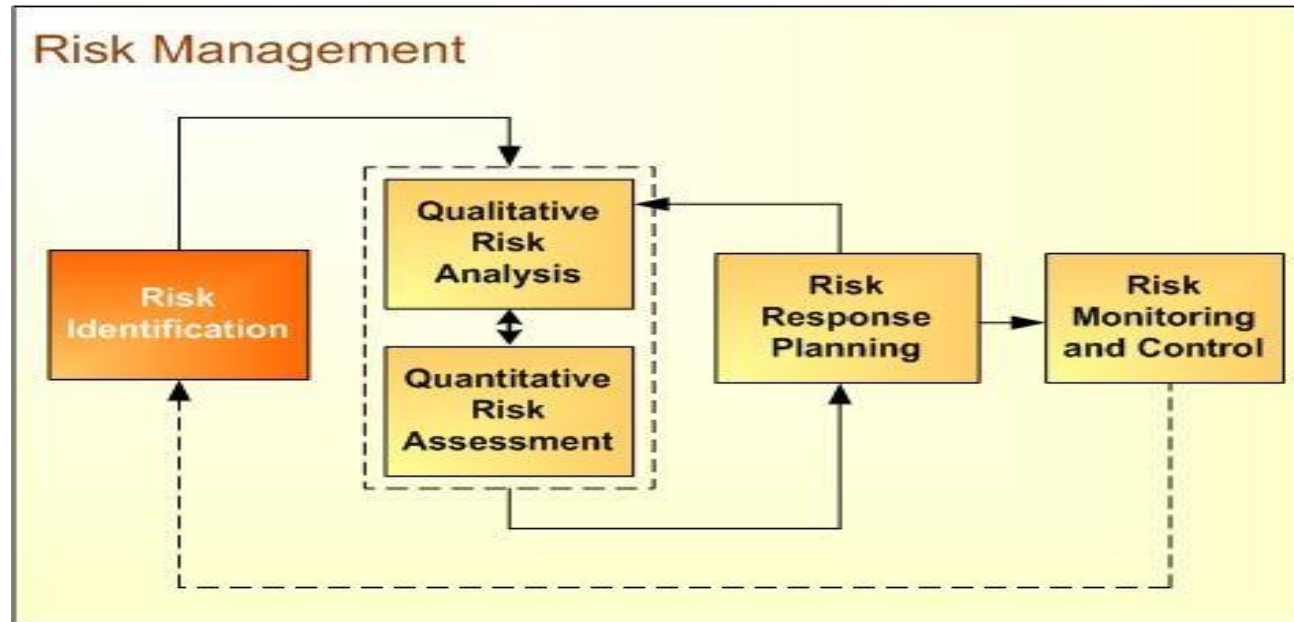 Risk Management
Risk
Identification
Qualitative
Risk
Analysis
Quantitative
Risk
Assessment
Risk
Response
Planning
Risk
Monitoring
and Control